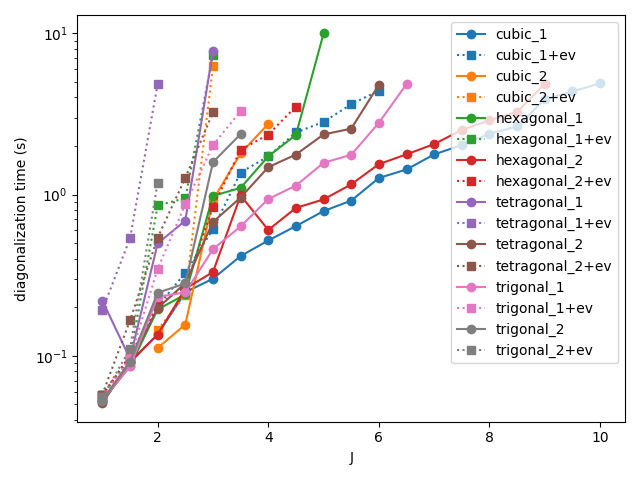 diagonalization time (s)
10¹
10⁰
10⁻¹
2
4
6
8
10
J
cubic_1
cubic_1+ev
cubic_2
cubic_2+ev
hexagonal_1
hexagonal_1+ev
hexagonal_2
hexagonal_2+ev
tetragonal_1
tetragonal_1+ev
tetragonal_2
tetragonal_2+ev
trigonal_1
trigonal_1+ev
trigonal_2
trigonal_2+ev